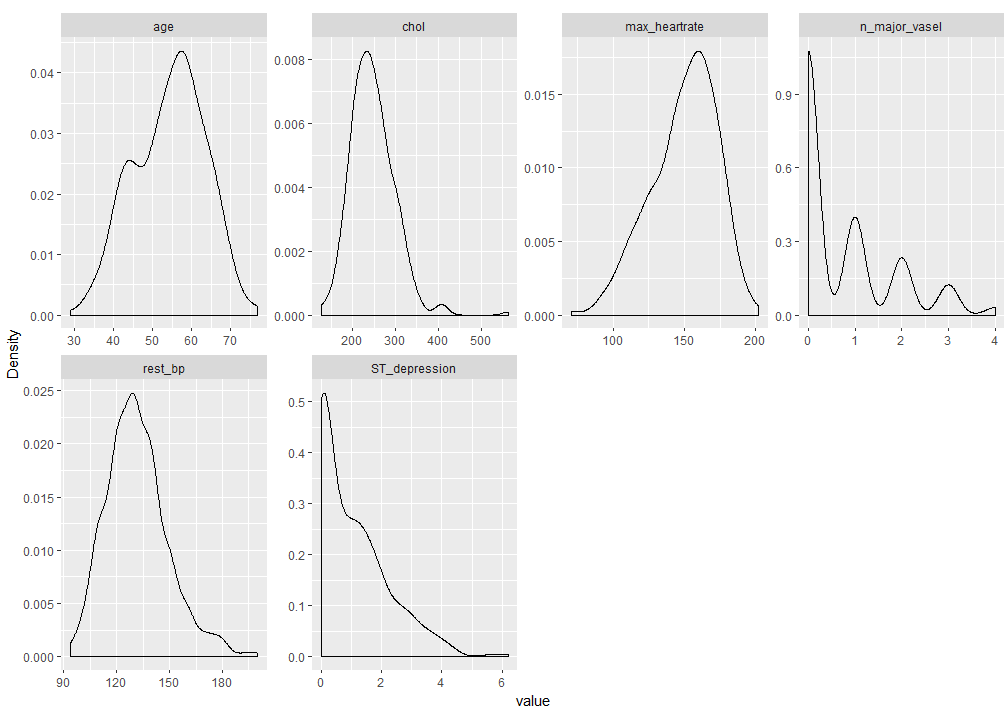 age
chol
max_heartrate
n_major_vasel
0.04
0.03
0.02
0.01
0.00
30 40 50 60 70
0.008
0.006
0.004
0.002
0.000
200 300 400 500
0.015
0.010
0.005
0.000
100 150 200
0.9
0.6
0.3
0.0
0 1 2 3 4
Density
rest_bp
ST_depression
0.025
0.020
0.015
0.010
0.005
0.000
90 120 150 180
0.5
0.4
0.3
0.2
0.1
0.0
0 2 4 6
value